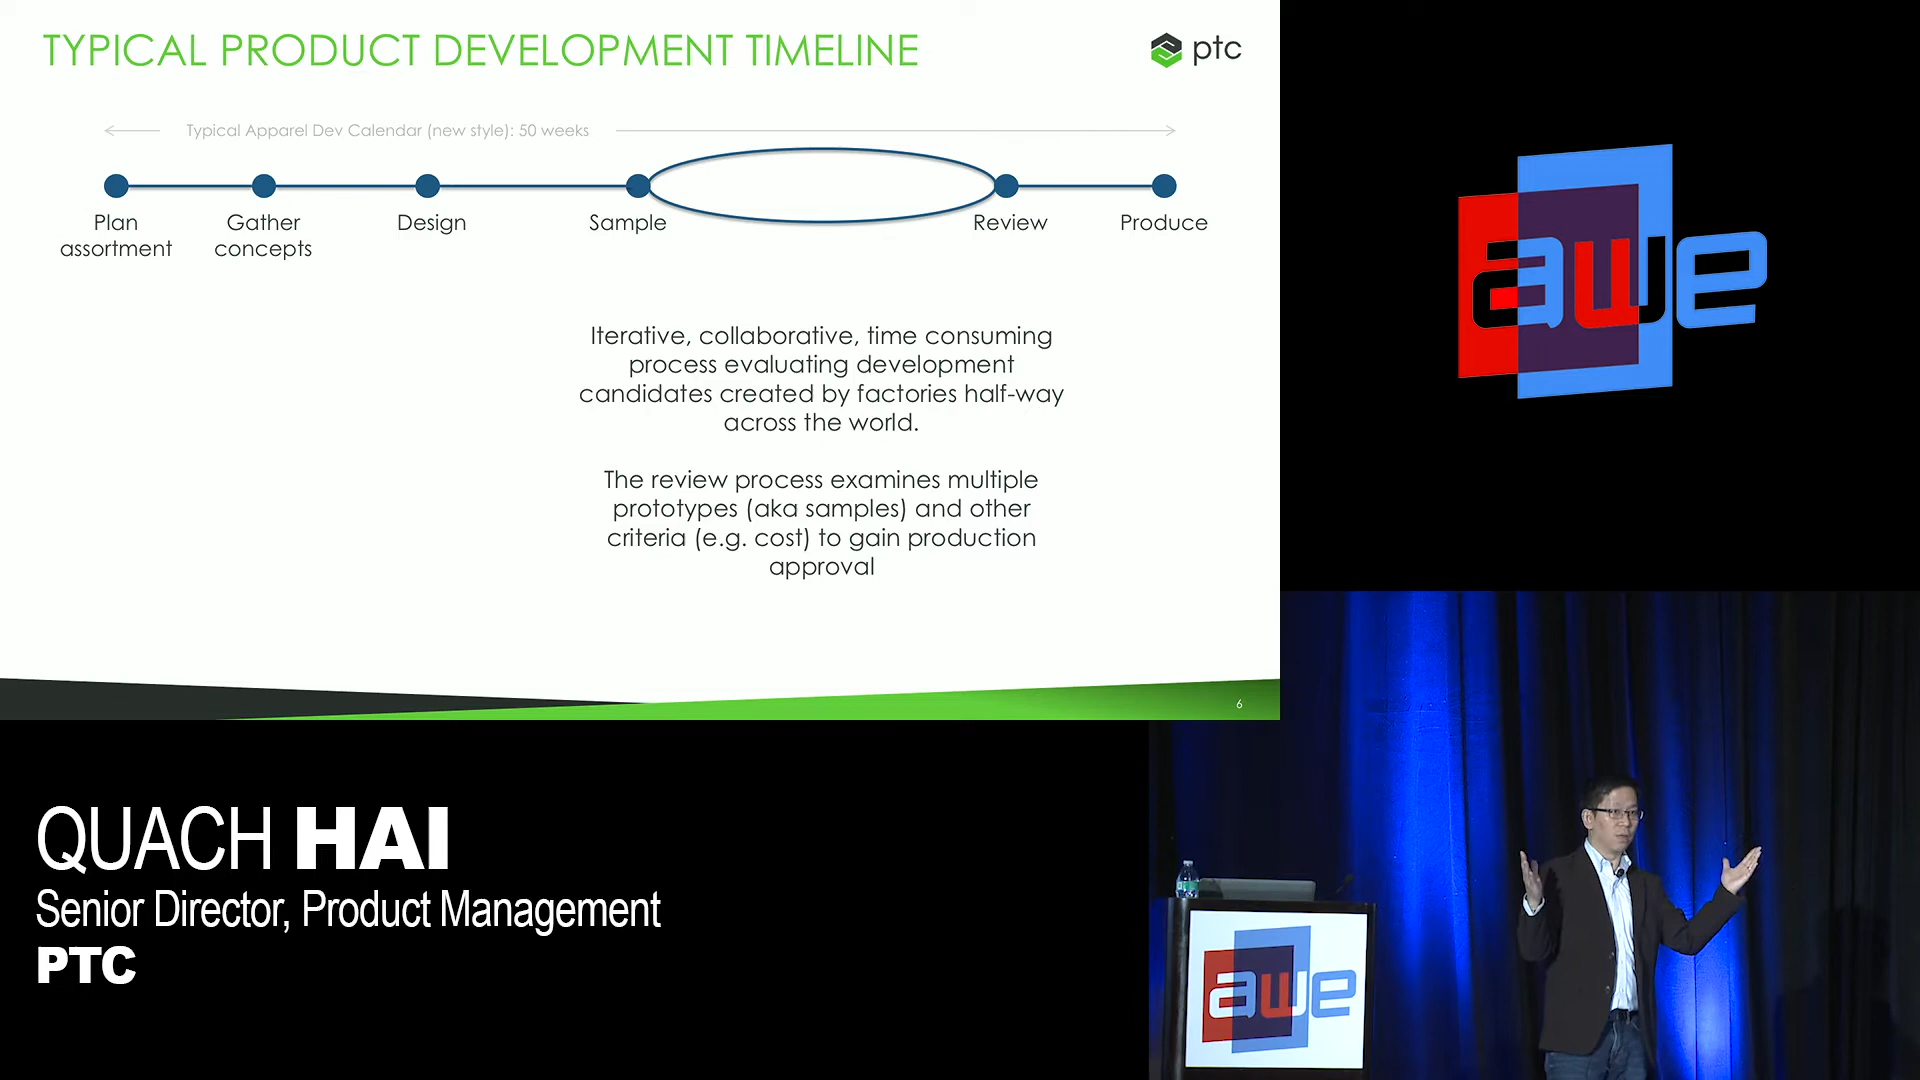 TYPICAL PRODUCT DEVELOPMENT TIMELINE
ptc
Typical Apparel Dev Calendar (new style): 50 weeks
Plan
assortment
Gather
concepts
Design
Sample
Review
Produce
Iterative, collaborative, time consuming
process evaluating development
candidates created by factories half-way
across the world.
The review process examines multiple
prototypes (aka samples) and other
criteria (e.g. cost) to gain production
approval
6
awe
QUACH HAI
Senior Director, Product Management
PTC
awe